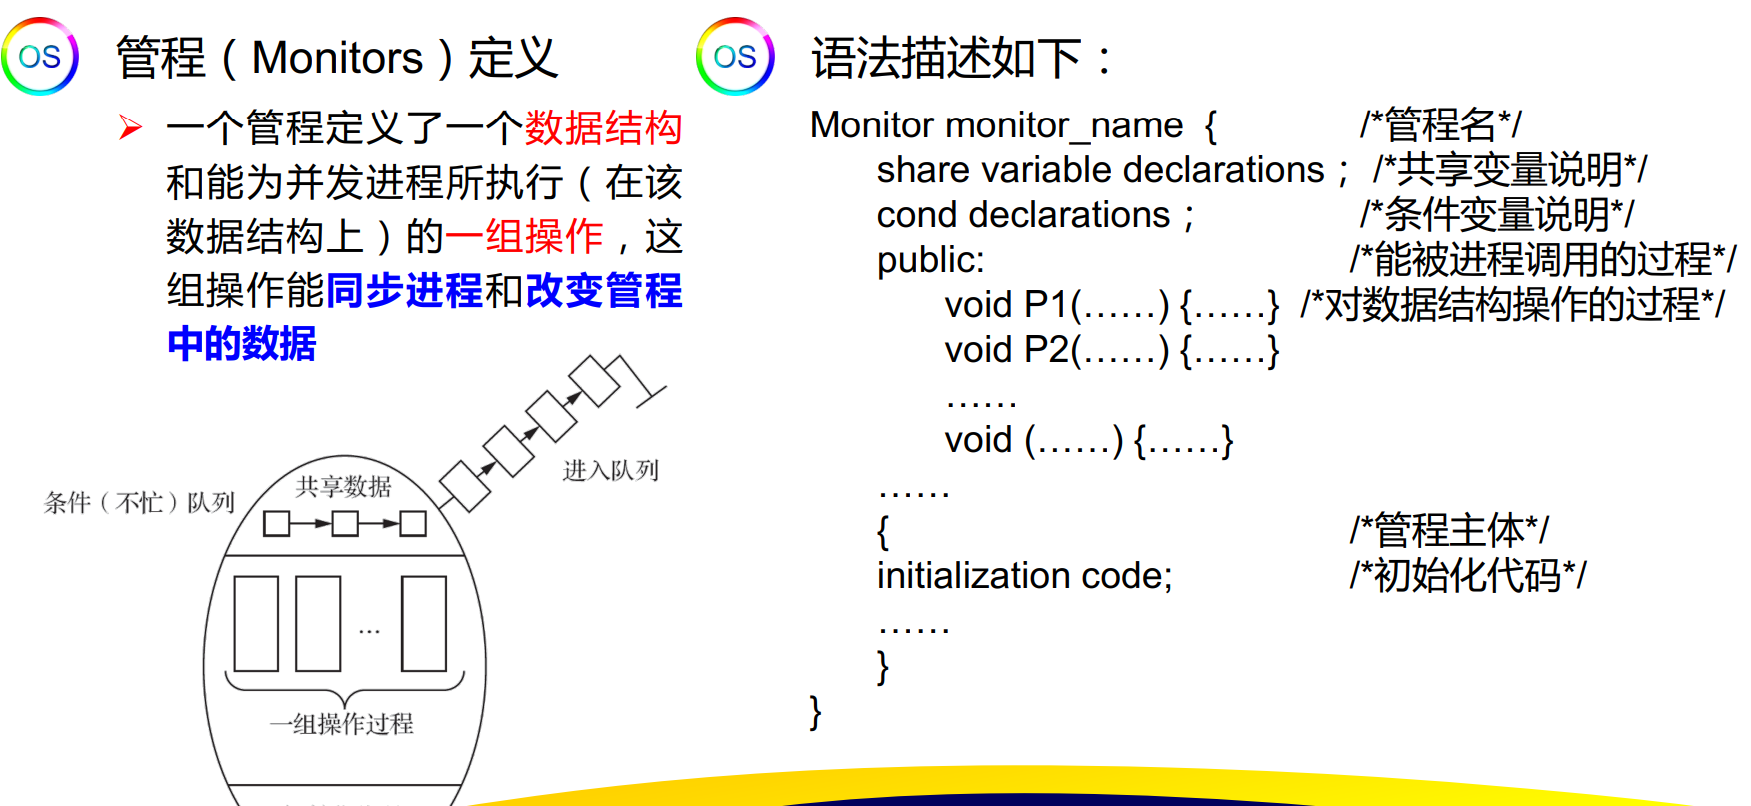 OS
管程（Monitors）定义
一个管程定义了一个数据结构
和能为并发进程所执行（在该
数据结构上）的一组操作，这
组操作能同步进程和改变管程
中的数据
条件（不忙）队列
共享数据
进入队列
...
一组操作过程
OS
语法描述如下：
Monitor monitor_name { /*管程名*/
share variable declarations； /*共享变量说明*/
cond declarations； /*条件变量说明*/
public: /*能被进程调用的过程*/
void P1(……) {……} /*对数据结构操作的过程*/
void P2(……) {……}
……
void (……) {……}
……
{ /*管程主体*/
initialization code; /*初始化代码*/
……
}
}